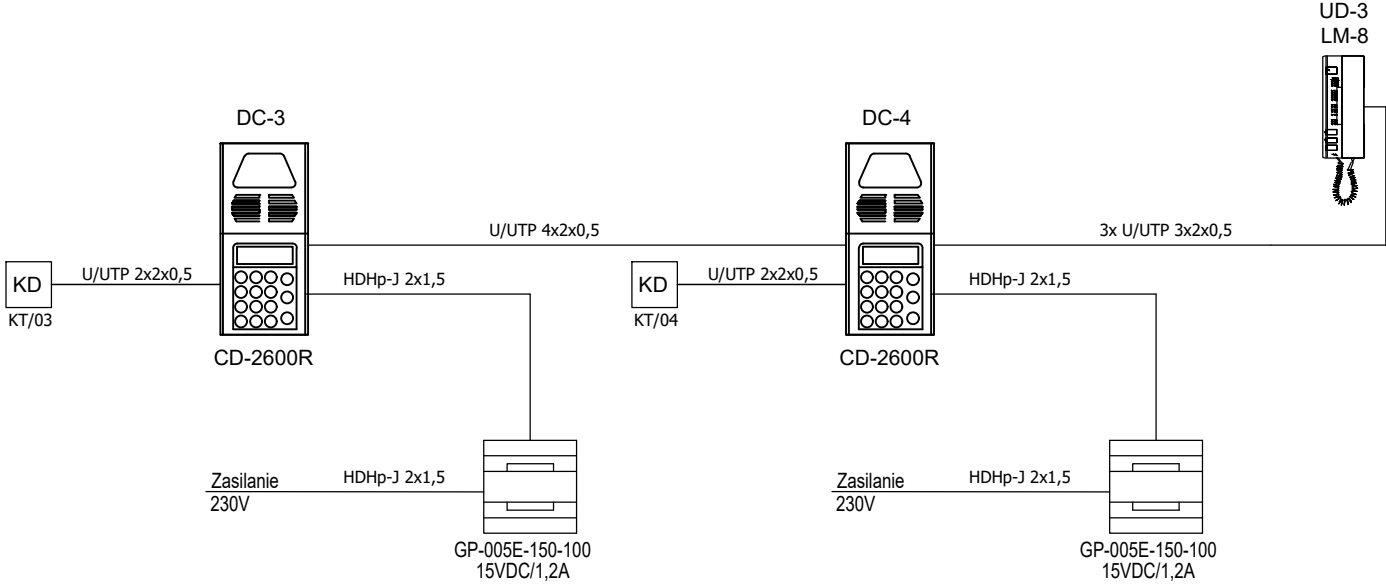 UD-3
LM-8
DC-3
DC-4
U/UTP 4x2x0,5
3x U/UTP 3x2x0,5
KD
U/UTP 2x2x0,5
HDHp-J 2x1,5
KD
U/UTP 2x2x0,5
HDHp-J 2x1,5
KT/03
KT/04
CD-2600R
CD-2600R
Zasilanie
230V
HDHp-J 2x1,5
Zasilanie
230V
HDHp-J 2x1,5
GP-005E-150-100
15VDC/1,2A
GP-005E-150-100
15VDC/1,2A